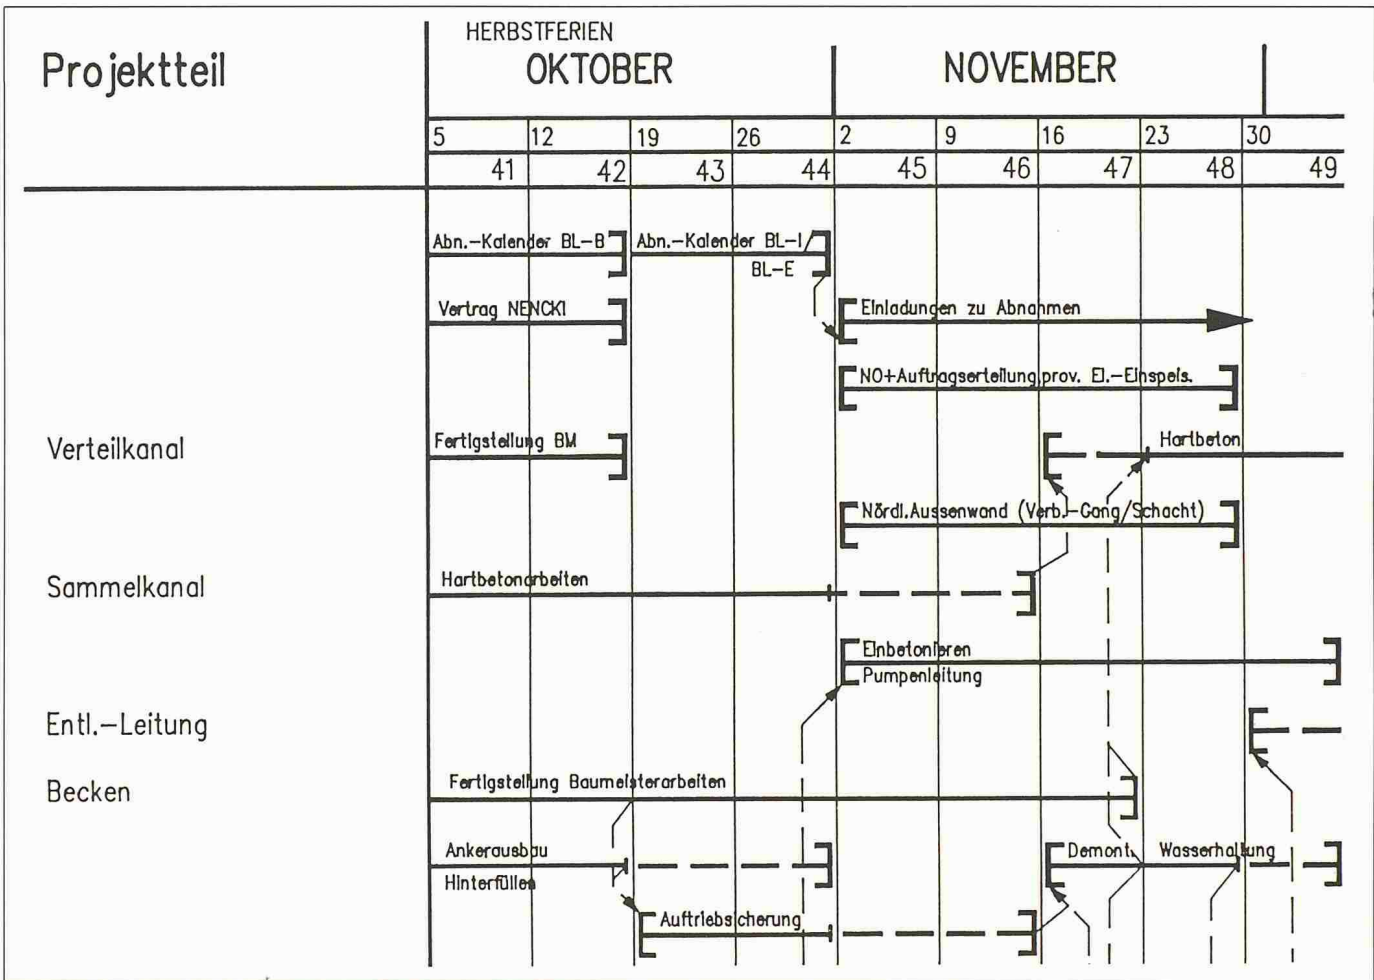 HERBSTFERIEN
Projektteil OKTOBER NOVEMBER
5 12 19 26 2 9 16 23 30
41 42 43 44 45 46 47 48 49
Abn.-Kalender BL-B Abn.-Kalender BL-I
BL-E
Vertrag NENCKI Einladungen zu Abnahmen
NO+Auftragserteilung prov. El.-Einspeis.
Verteilkanal Fertigstellung BM Hartbeton
Nördl.Aussenwand (Verb.-Gang/Schacht)
Sammelkanal Hartbetonarbeiten
Einbetonieren
Pumpenleitung
Entl.-Leitung
Becken Fertigstellung Baumeisterarbeiten
Ankerausbau Demont. Wasserhaltung
Hinterfüllen
Auftriebsicherung